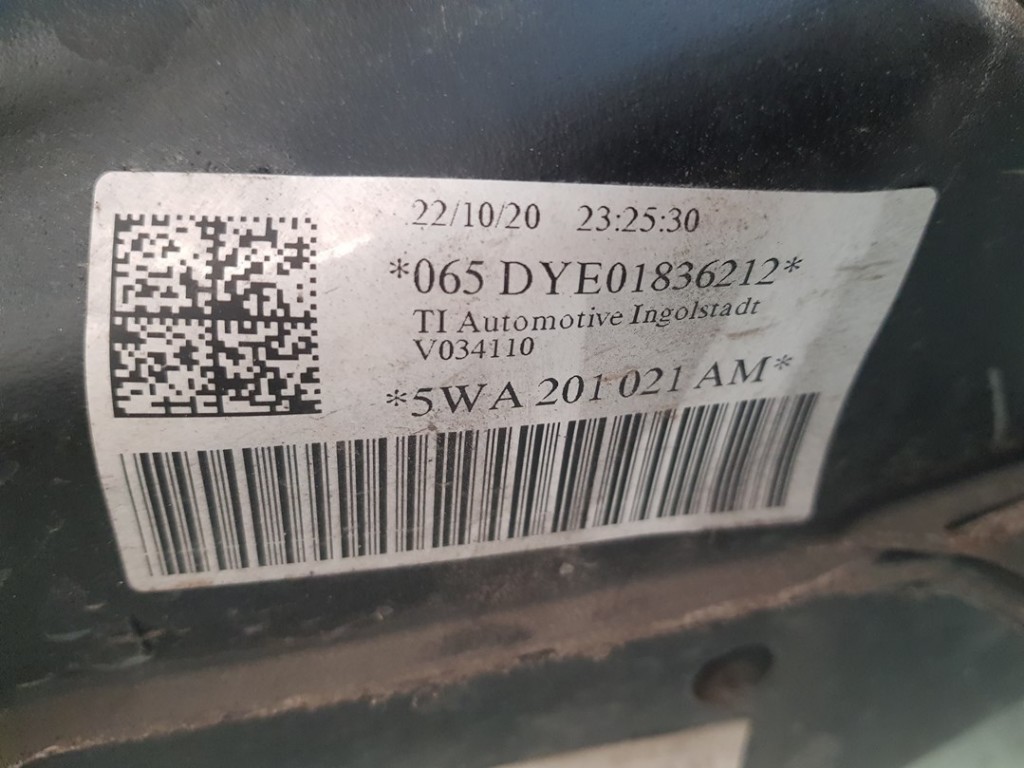 22/10/20 23:25:30
*065 DYE01836212*
TI Automotive Ingolstadt
V034110
*5WA 201 021 AM*